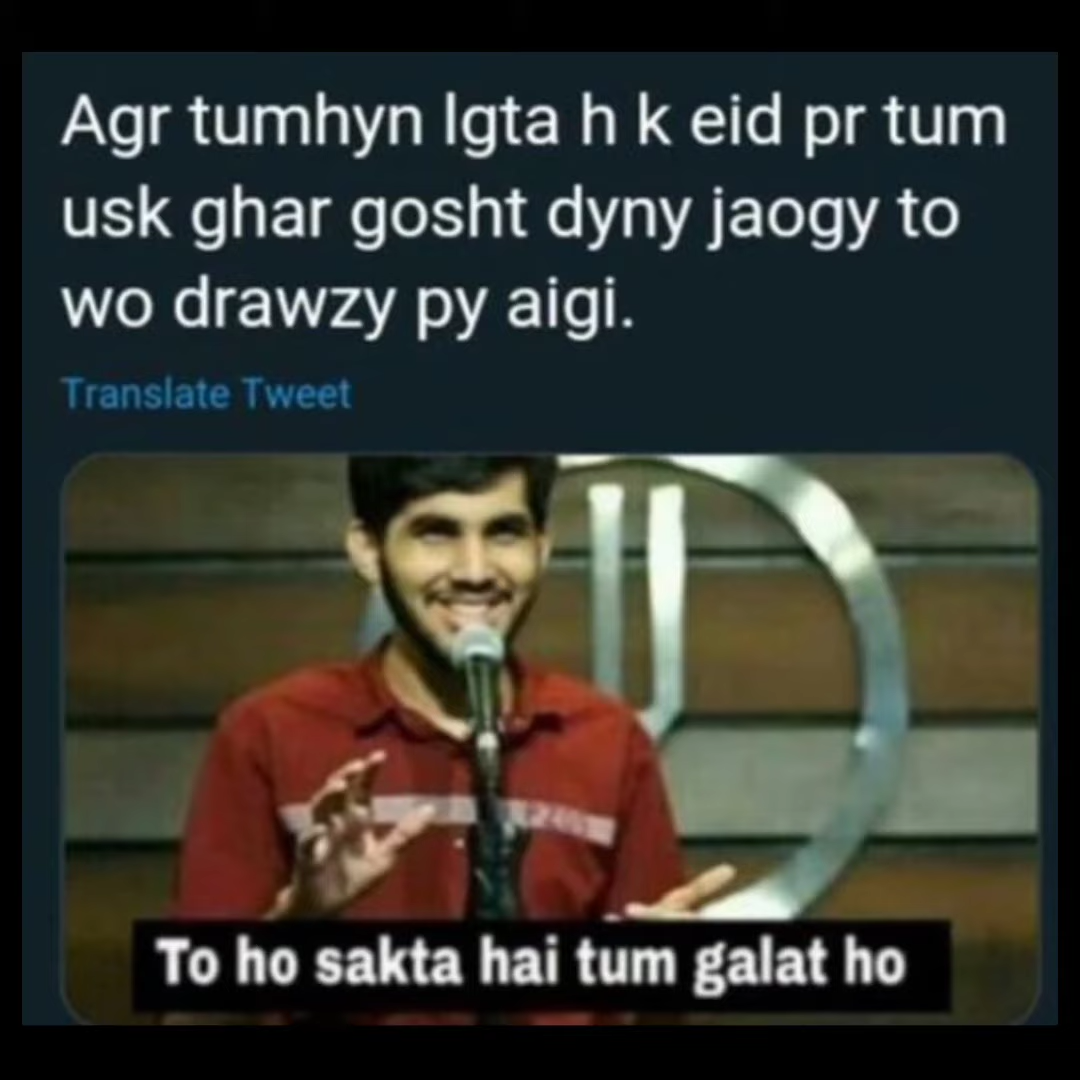 Agr tumhyn lgta h k eid pr tum
usk ghar gosht dyny jaogy to
wo drawzy py aigi.
Translate Tweet
To ho sakta hai tum galat ho